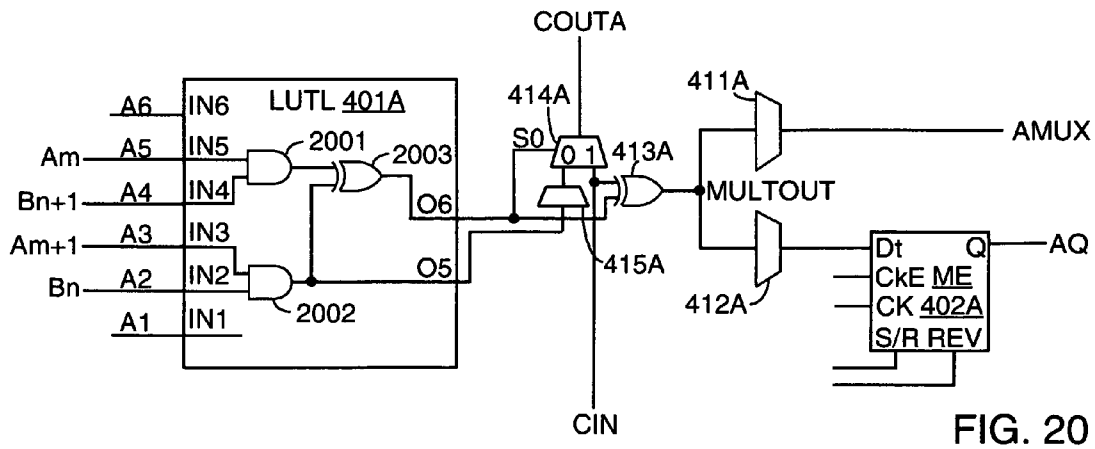 COUTA
411A
LUTL 401A
414A
A6 IN6
2001
S0
AMUX
Am A5 IN5
2003
0 1
413A
Bn+1 A4 IN4
MULTOUT
O6
Am+1 A3 IN3
Dt Q AQ
O5
415A
Bn A2 IN2
CkE ME
412A
CK 402A
A1 IN1
2002
S/R REV
CIN
FIG. 20